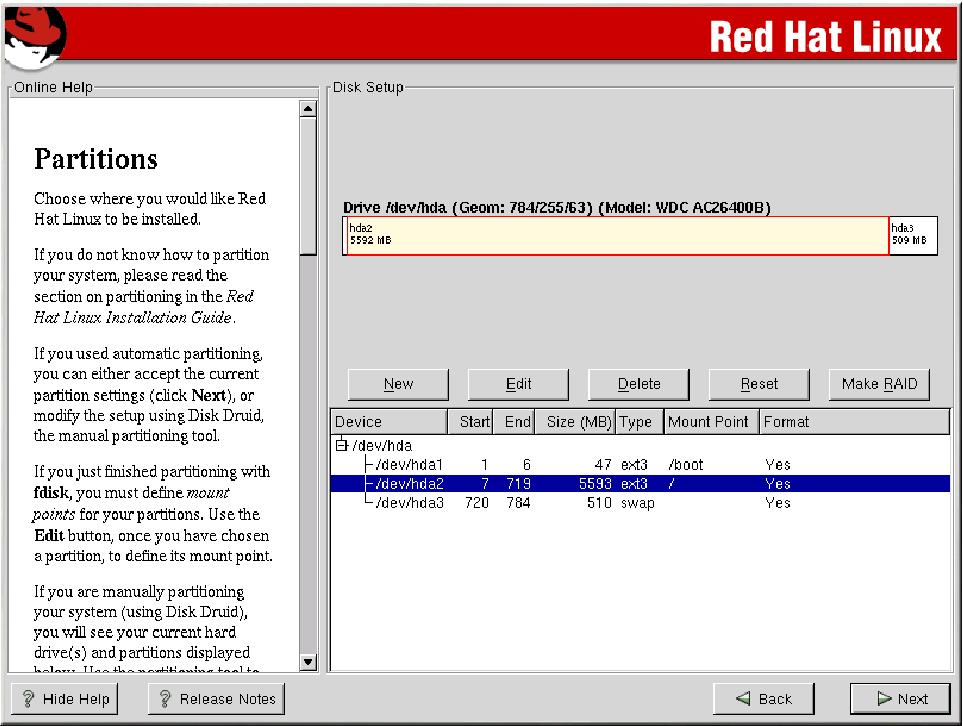 Red Hat Linux
Online Help
Partitions
Choose where you would like Red
Hat Linux to be installed.
If you do not know how to partition
your system, please read the
section on partitioning in the Red
Hat Linux Installation Guide.
If you used automatic partitioning,
you can either accept the current
partition settings (click Next), or
modify the setup using Disk Druid,
the manual partitioning tool.
If you just finished partitioning with
fdisk, you must define mount
points for your partitions. Use the
Edit button, once you have chosen
a partition, to define its mount point.
If you are manually partitioning
your system (using Disk Druid),
you will see your current hard
drive(s) and partitions displayed
below. Use the partitioning tool to
Disk Setup
Drive /dev/hda (Geom: 784/255/63) (Model: WDC AC26400B)
hda2 hda3
5592 MB 509 MB
New Edit Delete Reset Make RAID
Device Start End Size (MB) Type Mount Point Format
/dev/hda
/dev/hda1 1 6 47 ext3 /boot Yes
/dev/hda2 7 719 5593 ext3 / Yes
/dev/hda3 720 784 510 swap Yes
Hide Help Release Notes Back Next